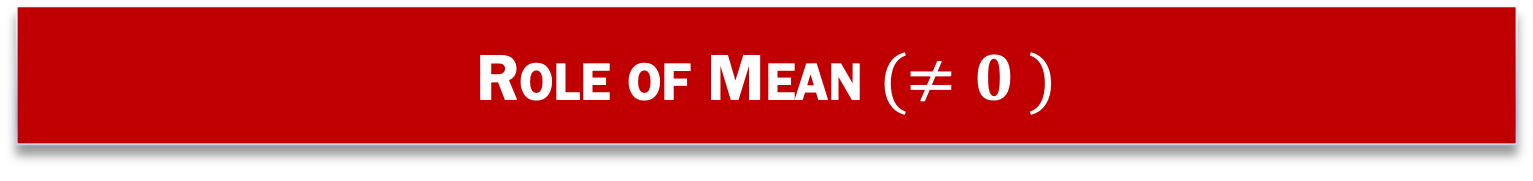 ROLE OF MEAN (≠ 0 )